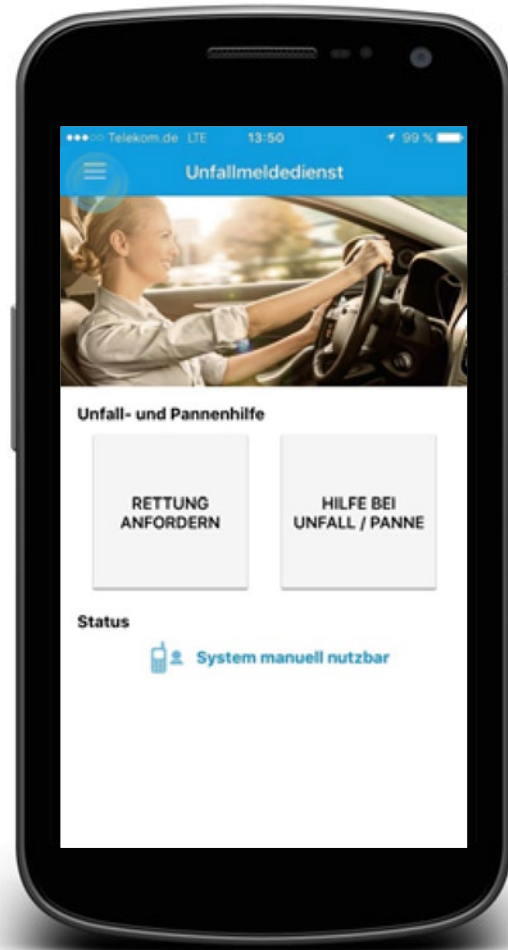 Telekom.de LTE 13:50 99 %
Unfallmeldedienst
Unfall- und Pannenhilfe
RETTUNG
ANFORDERN
HILFE BEI
UNFALL / PANNE
Status
System manuell nutzbar